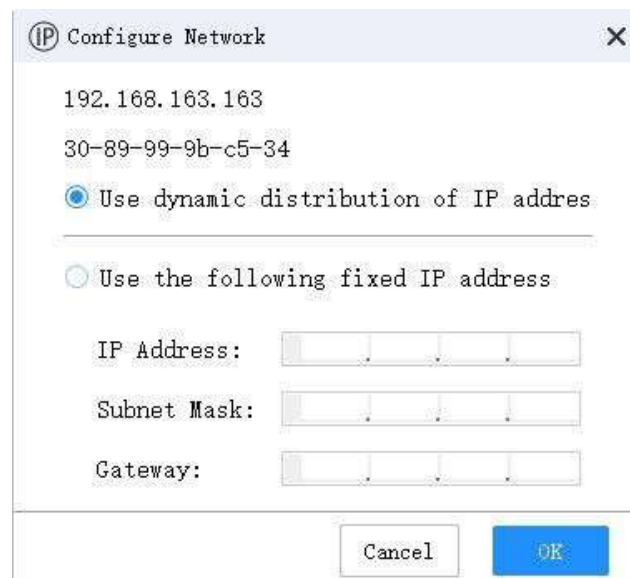 IP Configure Network
192.168.163.163
30-89-99-9b-c5-34
Use dynamic distribution of IP addres
Use the following fixed IP address
IP Address: . . .
Subnet Mask: . . .
Gateway: . . .
Cancel OK